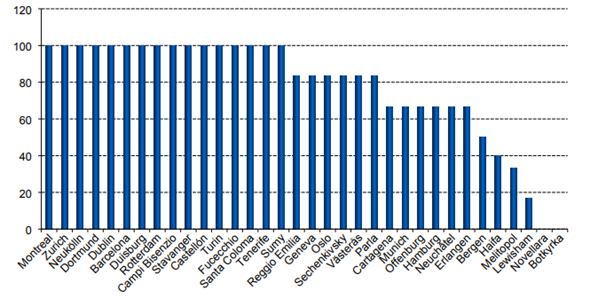 120
100
80
60
40
20
0
Montreal
Zurich
Neukölln
Dortmund
Dublin
Barcelona
Duisburg
Rotterdam
Campi Bisenzio
Stavanger
Castellón
Turin
Fucecchio
Santa Coloma
Tenerife
Sumy
Reggio Emilia
Geneva
Oslo
Sechenkivsky
Västerås
Parla
Cartagena
Munich
Offenburg
Hamburg
Neuchâtel
Erlangen
Bergen
Haifa
Melitopol
Lewisham
Novellara
Botkyrka